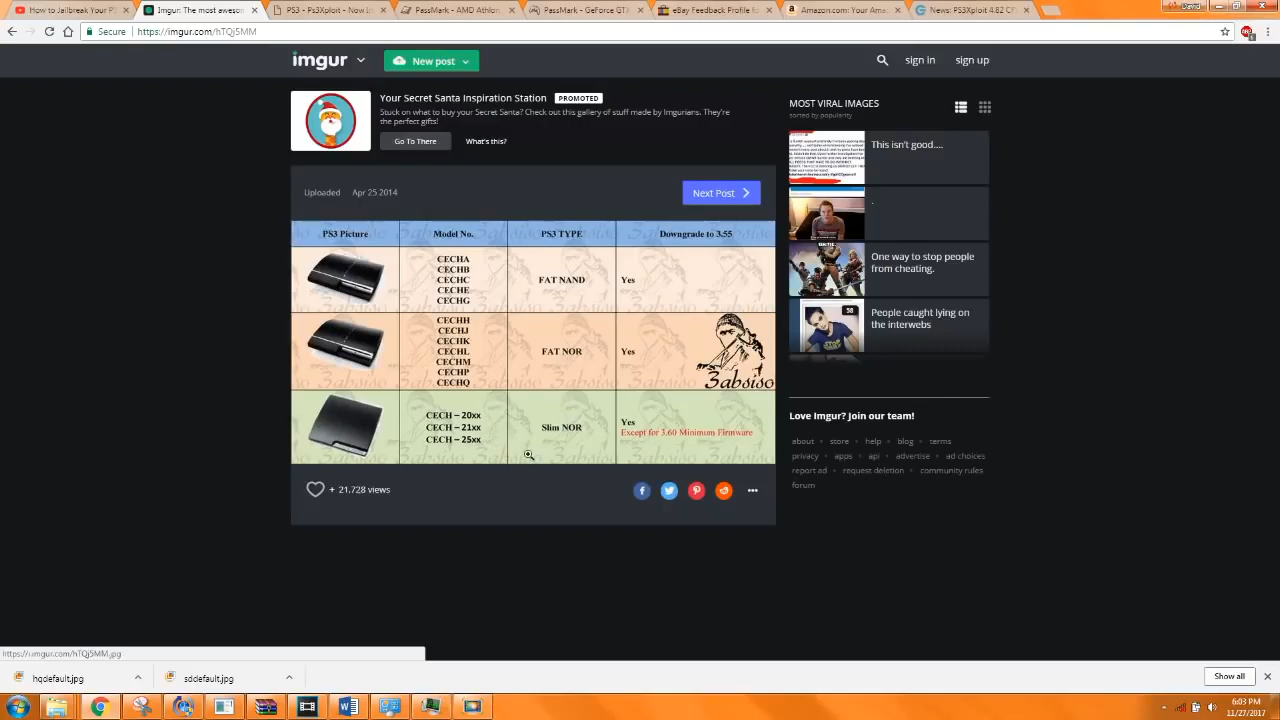 How to Jailbreak Your P
Imgur: The most awesom
PS3 - PS3Xploit - Now i
PassMark - AMD Athlon
PassMark - GeForce GTX
eBay Feedback Profile fo
Amazon.com: Your Ama
News: PS3Xploit 4.82 CF
David
Secure
https://imgur.com/hTQj5MM
imgur
New post
sign in
sign up
Your Secret Santa Inspiration Station
PROMOTED
Stuck on what to buy your Secret Santa? Check out this gallery of stuff made by Imgurians. They're
the perfect gifts!
Go To There
What's this?
Uploaded Apr 25 2014
Next Post
PS3 Picture
Model No.
PS3 TYPE
Downgrade to 3.55
CECHA
CECHB
CECHC
CECHE
CECHG
FAT NAND
Yes
CECHH
CECHJ
CECHK
CECHL
CECHM
CECHP
CECHQ
FAT NOR
Yes
3absiso
CECH – 20xx
CECH – 21xx
CECH – 25xx
Slim NOR
Yes
Except for 3.60 Minimum Firmware
+ 21,728 views
MOST VIRAL IMAGES
sorted by popularity
This isn't good....
.
One way to stop people
from cheating.
58
People caught lying on
the interwebs
Love Imgur? Join our team!
about store help blog terms
privacy apps api advertise ad choices
report ad request deletion community rules
forum
https://imgur.com/hTQj5MM.jpg
hqdefault.jpg
sddefault.jpg
Show all
6:03 PM
11/27/2017